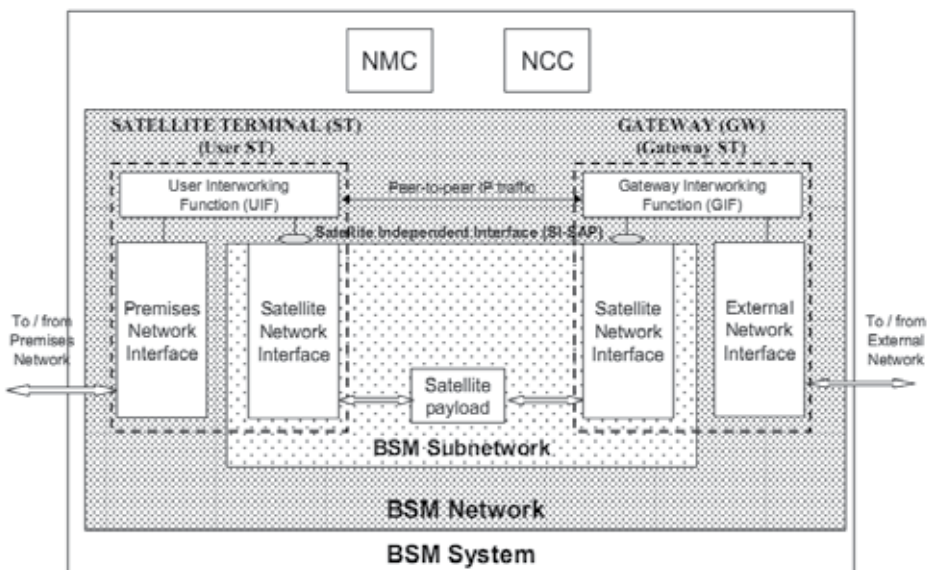 NMC
NCC
SATELLITE TERMINAL (ST)
(User ST)
GATEWAY (GW)
(Gateway ST)
User Interworking
Function (UIF)
Peer-to-peer IP traffic
Gateway Interworking
Function (GIF)
Satellite Independent Interface (SI-SAP)
To / from
Premises
Network
Premises
Network
Interface
Satellite
Network
Interface
Satellite
payload
Satellite
Network
Interface
External
Network
Interface
To / from
External
Network
BSM Subnetwork
BSM Network
BSM System